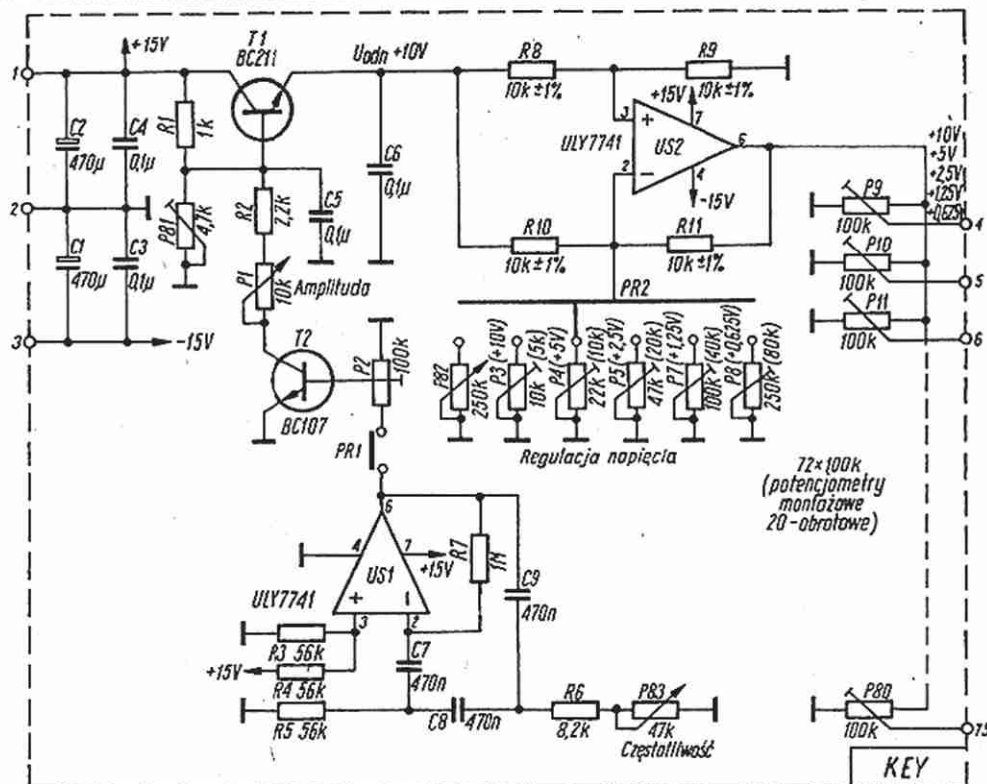 +15V
T1
BC211
Uodn +10V
R8
10k±1%
R9
10k±1%
1
C2
470µ
C4
0,1µ
R1
1k
C6
0,1µ
3
+
+15V
7
ULY7741
US2
6
2
−
4
-15V
+10V
+5V
+2,5V
+1,25V
+0,625V
P9
100k
4
2
P81
4,7k
R2
2,2k
C5
0,1µ
R10
10k±1%
R11
10k±1%
P10
100k
5
C1
470µ
C3
0,1µ
P1
10k
Amplituda
PR2
P11
100k
6
3
-15V
T2
BC107
P2
100k
P82
250k
P3 (+10V)
10k (5k)
P4 (+5V)
22k (10k)
P5 (+2,5V)
47k (20k)
P7 (+1,25V)
100k (40k)
P8 (+0,625V)
250k (80k)
PR1
Regulacja napięcia
72×100k
(potencjometry
montażowe
20-obrotowe)
6
4
7
US1
+15V
R7
1M
C9
470n
ULY7741
+
−
3
2
R3 56k
+15V
R4 56k
C7
470n
R5 56k
C8
470n
R6
8,2k
P83
47k
Częstotliwość
P80
100k
75
KEY